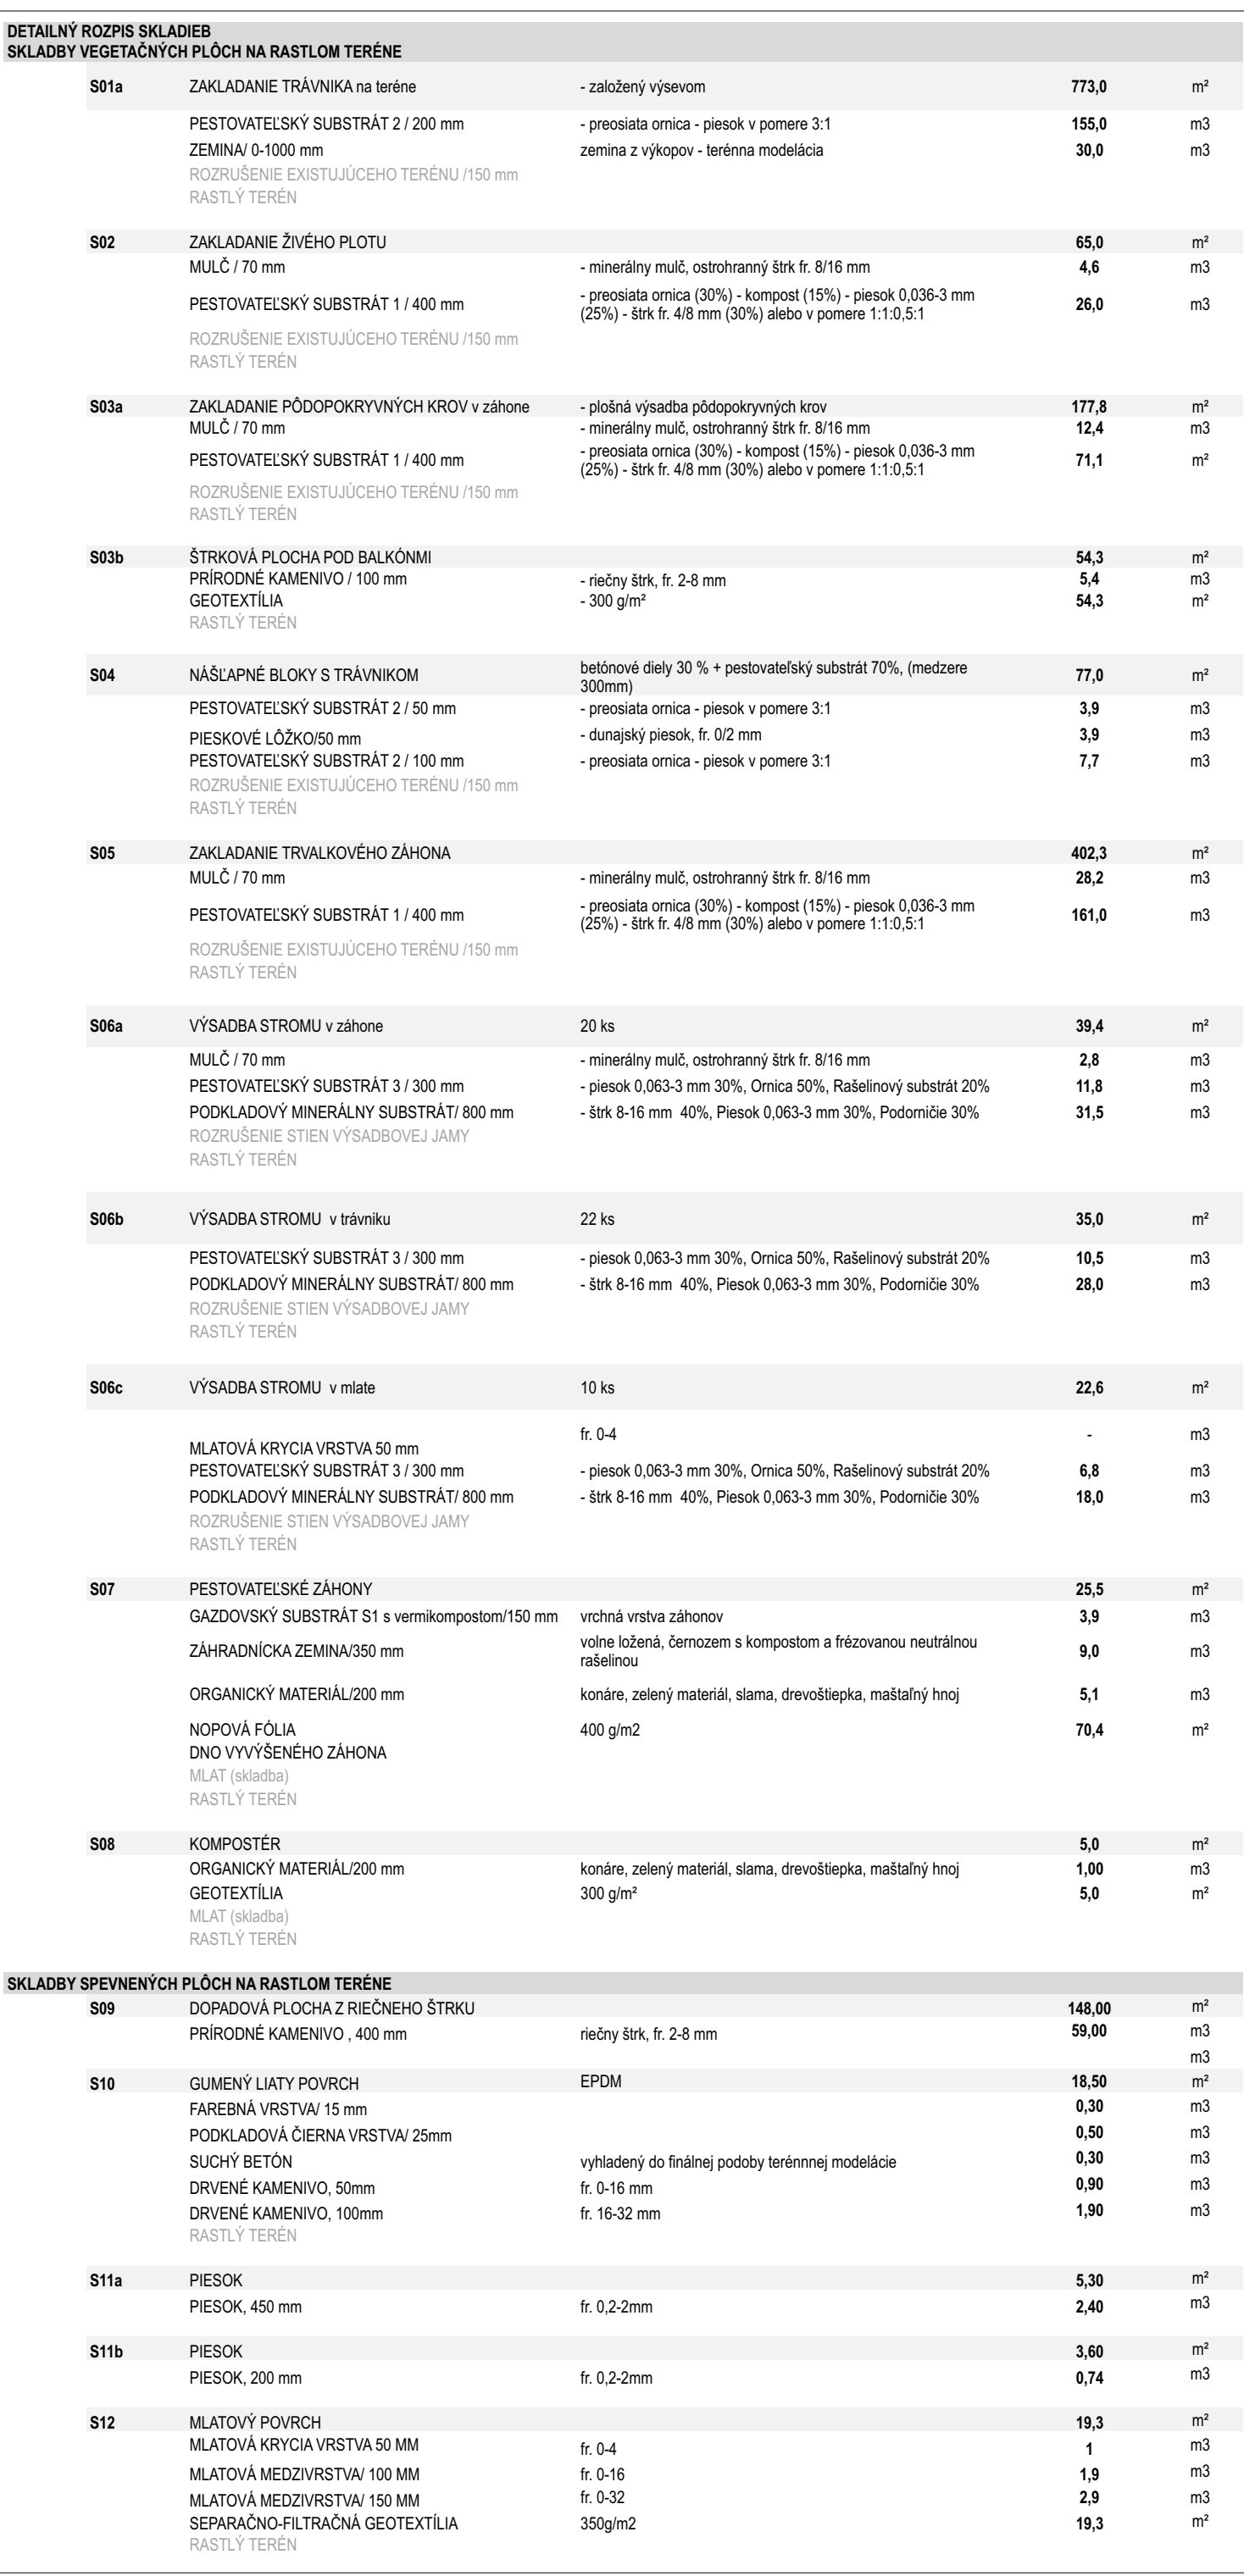 DETAILNÝ ROZPIS SKLADIEB
SKLADBY VEGETAČNÝCH PLÔCH NA RASTLOM TERÉNE
S01a ZAKLADANIE TRÁVNIKA na teréne - založený výsevom 773,0 m²
PESTOVATEĽSKÝ SUBSTRÁT 2 / 200 mm - preosiata ornica - piesok v pomere 3:1 155,0 m3
ZEMINA/ 0-1000 mm zemina z výkopov - terénna modelácia 30,0 m3
ROZRUŠENIE EXISTUJÚCEHO TERÉNU /150 mm
RASTLÝ TERÉN
S02 ZAKLADANIE ŽIVÉHO PLOTU 65,0 m²
MULČ / 70 mm - minerálny mulč, ostrohranný štrk fr. 8/16 mm 4,6 m3
PESTOVATEĽSKÝ SUBSTRÁT 1 / 400 mm - preosiata ornica (30%) - kompost (15%) - piesok 0,036-3 mm 26,0 m3
(25%) - štrk fr. 4/8 mm (30%) alebo v pomere 1:1:0,5:1
ROZRUŠENIE EXISTUJÚCEHO TERÉNU /150 mm
RASTLÝ TERÉN
S03a ZAKLADANIE PÔDOPOKRYVNÝCH KROV v záhone - plošná výsadba pôdopokryvných krov 177,8 m²
MULČ / 70 mm - minerálny mulč, ostrohranný štrk fr. 8/16 mm 12,4 m3
PESTOVATEĽSKÝ SUBSTRÁT 1 / 400 mm - preosiata ornica (30%) - kompost (15%) - piesok 0,036-3 mm 71,1 m²
(25%) - štrk fr. 4/8 mm (30%) alebo v pomere 1:1:0,5:1
ROZRUŠENIE EXISTUJÚCEHO TERÉNU /150 mm
RASTLÝ TERÉN
S03b ŠTRKOVÁ PLOCHA POD BALKÓNMI 54,3 m²
PRÍRODNÉ KAMENIVO / 100 mm - riečny štrk, fr. 2-8 mm 5,4 m3
GEOTEXTÍLIA - 300 g/m² 54,3 m²
RASTLÝ TERÉN
S04 NÁŠĽAPNÉ BLOKY S TRÁVNIKOM betónové diely 30 % + pestovateľský substrát 70%, (medzere 77,0 m²
300mm)
PESTOVATEĽSKÝ SUBSTRÁT 2 / 50 mm - preosiata ornica - piesok v pomere 3:1 3,9 m3
PIESKOVÉ LÔŽKO/50 mm - dunajský piesok, fr. 0/2 mm 3,9 m3
PESTOVATEĽSKÝ SUBSTRÁT 2 / 100 mm - preosiata ornica - piesok v pomere 3:1 7,7 m3
ROZRUŠENIE EXISTUJÚCEHO TERÉNU /150 mm
RASTLÝ TERÉN
S05 ZAKLADANIE TRVALKOVÉHO ZÁHONA 402,3 m²
MULČ / 70 mm - minerálny mulč, ostrohranný štrk fr. 8/16 mm 28,2 m3
PESTOVATEĽSKÝ SUBSTRÁT 1 / 400 mm - preosiata ornica (30%) - kompost (15%) - piesok 0,036-3 mm 161,0 m3
(25%) - štrk fr. 4/8 mm (30%) alebo v pomere 1:1:0,5:1
ROZRUŠENIE EXISTUJÚCEHO TERÉNU /150 mm
RASTLÝ TERÉN
S06a VÝSADBA STROMU v záhone 20 ks 39,4 m²
MULČ / 70 mm - minerálny mulč, ostrohranný štrk fr. 8/16 mm 2,8 m3
PESTOVATEĽSKÝ SUBSTRÁT 3 / 300 mm - piesok 0,063-3 mm 30%, Ornica 50%, Rašelinový substrát 20% 11,8 m3
PODKLADOVÝ MINERÁLNY SUBSTRÁT/ 800 mm - štrk 8-16 mm 40%, Piesok 0,063-3 mm 30%, Podorničie 30% 31,5 m3
ROZRUŠENIE STIEN VÝSADBOVEJ JAMY
RASTLÝ TERÉN
S06b VÝSADBA STROMU v trávniku 22 ks 35,0 m²
PESTOVATEĽSKÝ SUBSTRÁT 3 / 300 mm - piesok 0,063-3 mm 30%, Ornica 50%, Rašelinový substrát 20% 10,5 m3
PODKLADOVÝ MINERÁLNY SUBSTRÁT/ 800 mm - štrk 8-16 mm 40%, Piesok 0,063-3 mm 30%, Podorničie 30% 28,0 m3
ROZRUŠENIE STIEN VÝSADBOVEJ JAMY
RASTLÝ TERÉN
S06c VÝSADBA STROMU v mlate 10 ks 22,6 m²
MLATOVÁ KRYCIA VRSTVA 50 mm fr. 0-4 - m3
PESTOVATEĽSKÝ SUBSTRÁT 3 / 300 mm - piesok 0,063-3 mm 30%, Ornica 50%, Rašelinový substrát 20% 6,8 m3
PODKLADOVÝ MINERÁLNY SUBSTRÁT/ 800 mm - štrk 8-16 mm 40%, Piesok 0,063-3 mm 30%, Podorničie 30% 18,0 m3
ROZRUŠENIE STIEN VÝSADBOVEJ JAMY
RASTLÝ TERÉN
S07 PESTOVATEĽSKÉ ZÁHONY 25,5 m²
GAZDOVSKÝ SUBSTRÁT S1 s vermikompostom/150 mm vrchná vrstva záhonov 3,9 m3
ZÁHRADNÍCKA ZEMINA/350 mm volne ložená, černozem s kompostom a frézovanou neutrálnou 9,0 m3
rašelinou
ORGANICKÝ MATERIÁL/200 mm konáre, zelený materiál, slama, drevoštiepka, maštaľný hnoj 5,1 m3
NOPOVÁ FÓLIA 400 g/m2 70,4 m²
DNO VYVÝŠENÉHO ZÁHONA
MLAT (skladba)
RASTLÝ TERÉN
S08 KOMPOSTÉR 5,0 m²
ORGANICKÝ MATERIÁL/200 mm konáre, zelený materiál, slama, drevoštiepka, maštaľný hnoj 1,00 m3
GEOTEXTÍLIA 300 g/m² 5,0 m²
MLAT (skladba)
RASTLÝ TERÉN
SKLADBY SPEVNENÝCH PLÔCH NA RASTLOM TERÉNE
S09 DOPADOVÁ PLOCHA Z RIEČNEHO ŠTRKU 148,00 m²
PRÍRODNÉ KAMENIVO , 400 mm riečny štrk, fr. 2-8 mm 59,00 m3
m3
S10 GUMENÝ LIATY POVRCH EPDM 18,50 m²
FAREBNÁ VRSTVA/ 15 mm 0,30 m3
PODKLADOVÁ ČIERNA VRSTVA/ 25mm 0,50 m3
SUCHÝ BETÓN vyhladený do finálnej podoby terénnnej modelácie 0,30 m3
DRVENÉ KAMENIVO, 50mm fr. 0-16 mm 0,90 m3
DRVENÉ KAMENIVO, 100mm fr. 16-32 mm 1,90 m3
RASTLÝ TERÉN
S11a PIESOK 5,30 m²
PIESOK, 450 mm fr. 0,2-2mm 2,40 m3
S11b PIESOK 3,60 m²
PIESOK, 200 mm fr. 0,2-2mm 0,74 m3
S12 MLATOVÝ POVRCH 19,3 m²
MLATOVÁ KRYCIA VRSTVA 50 MM fr. 0-4 1 m3
MLATOVÁ MEDZIVRSTVA/ 100 MM fr. 0-16 1,9 m3
MLATOVÁ MEDZIVRSTVA/ 150 MM fr. 0-32 2,9 m3
SEPARAČNO-FILTRAČNÁ GEOTEXTÍLIA 350g/m2 19,3 m²
RASTLÝ TERÉN